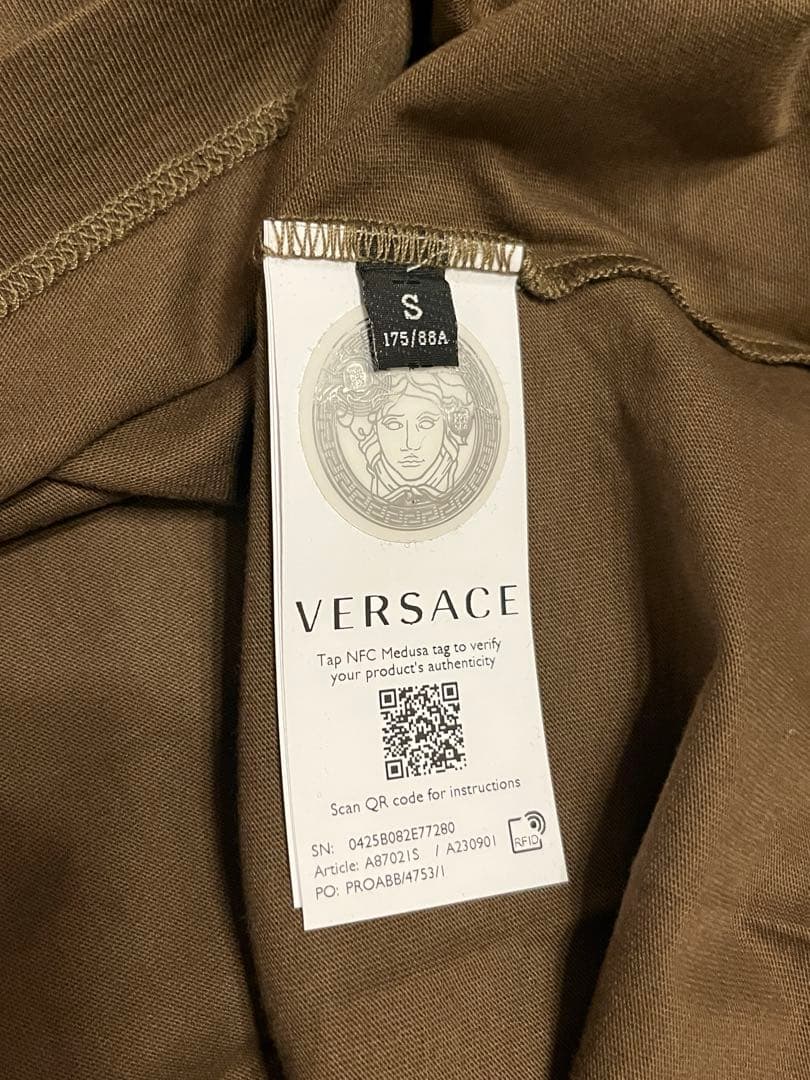 S
175/88A
VERSACE
Tap NFC Medusa tag to verify
your product's authenticity
Scan QR code for instructions
SN: 0425B082E77280
Article: A87021S / A230901
PO: PROABB/4753/1
RFID